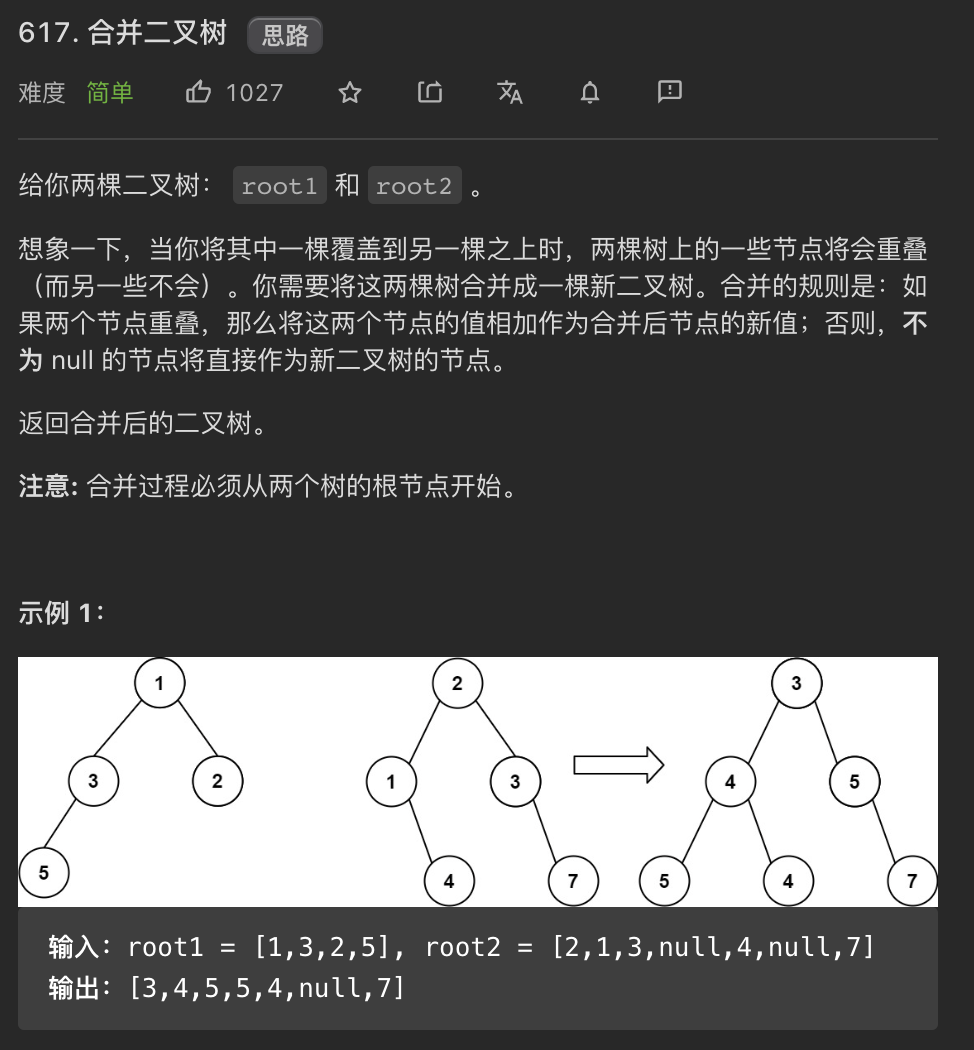 617. 合并二叉树 思路
难度 简单 1027
给你两棵二叉树： root1 和 root2 。
想象一下，当你将其中一棵覆盖到另一棵之上时，两棵树上的一些节点将会重叠
（而另一些不会）。你需要将这两棵树合并成一棵新二叉树。合并的规则是：如
果两个节点重叠，那么将这两个节点的值相加作为合并后节点的新值；否则，不
为 null 的节点将直接作为新二叉树的节点。
返回合并后的二叉树。
注意: 合并过程必须从两个树的根节点开始。
示例 1：
1 2 3
3 2 1 3 4 5
5 4 7 5 4 7
输入：root1 = [1,3,2,5], root2 = [2,1,3,null,4,null,7]
输出：[3,4,5,5,4,null,7]